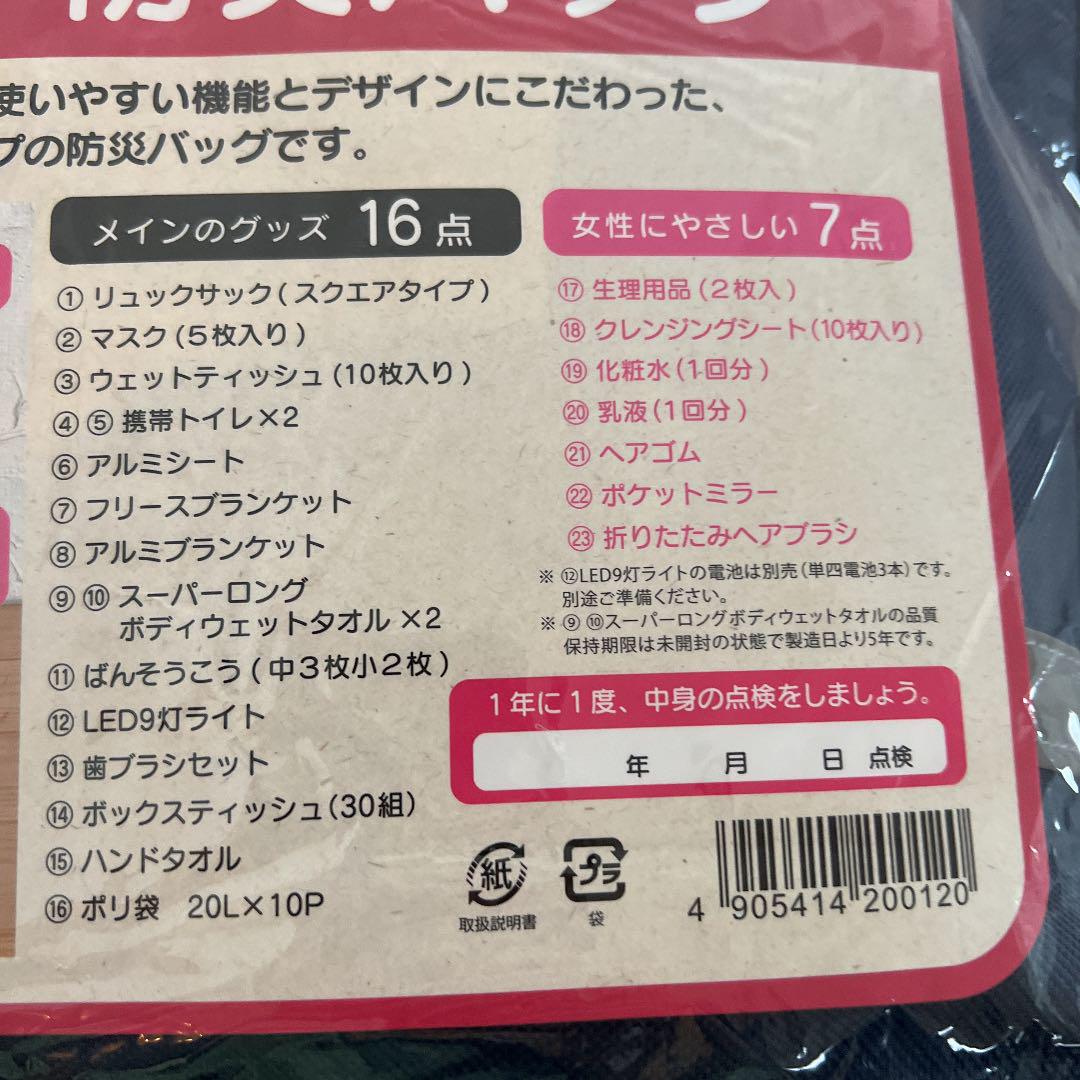 防災バッグ
使いやすい機能とデザインにこだわった、
プの防災バッグです。
メインのグッズ 16点
① リュックサック(スクエアタイプ)
② マスク(5枚入り)
③ ウェットティッシュ(10枚入り)
④ ⑤ 携帯トイレ×2
⑥ アルミシート
⑦ フリースブランケット
⑧ アルミブランケット
⑨ ⑩ スーパーロング
ボディウェットタオル ×2
⑪ ばんそうこう(中3枚小2枚)
⑫ LED9灯ライト
⑬ 歯ブラシセット
⑭ ボックスティッシュ(30組)
⑮ ハンドタオル
⑯ ポリ袋 20L×10P
女性にやさしい 7点
⑰ 生理用品(2枚入)
⑱ クレンジングシート(10枚入り)
⑲ 化粧水(1回分)
⑳ 乳液(1回分)
㉑ ヘアゴム
㉒ ポケットミラー
㉓ 折りたたみヘアブラシ
※ ⑫LED9灯ライトの電池は別売(単四電池3本)です。
別途ご準備ください。
※ ⑨ ⑩スーパーロングボディウェットタオルの品質
保持期限は未開封の状態で製造日より5年です。
1年に1度、中身の点検をしましょう。
年 月 日 点検
紙
取扱説明書
プラ
袋
4 905414 200120